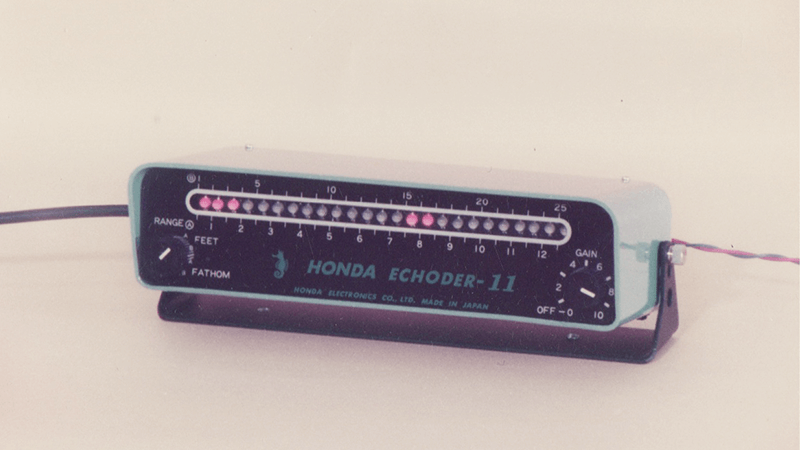 Ⓑ 1 5 10 15 20 25
RANGE Ⓐ 1 2 3 4 5 6 7 8 9 10 11 12
FEET
FATHOM
HONDA ECHODER-11
HONDA ELECTRONICS CO., LTD. MADE IN JAPAN
GAIN
4 6
2 8
OFF-0 10